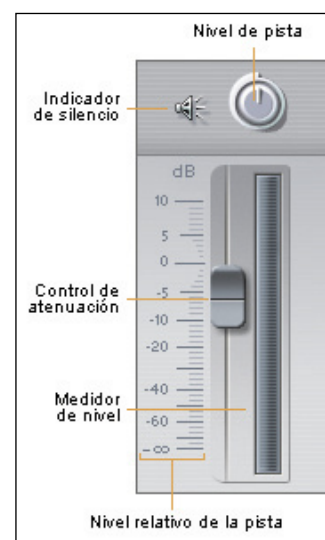 Nivel de pista
Indicador
de silencio
dB
10
5
0
-5
Control de
atenuación
-10
-20
-40
Medidor
de nivel
-60
-∞
Nivel relativo de la pista